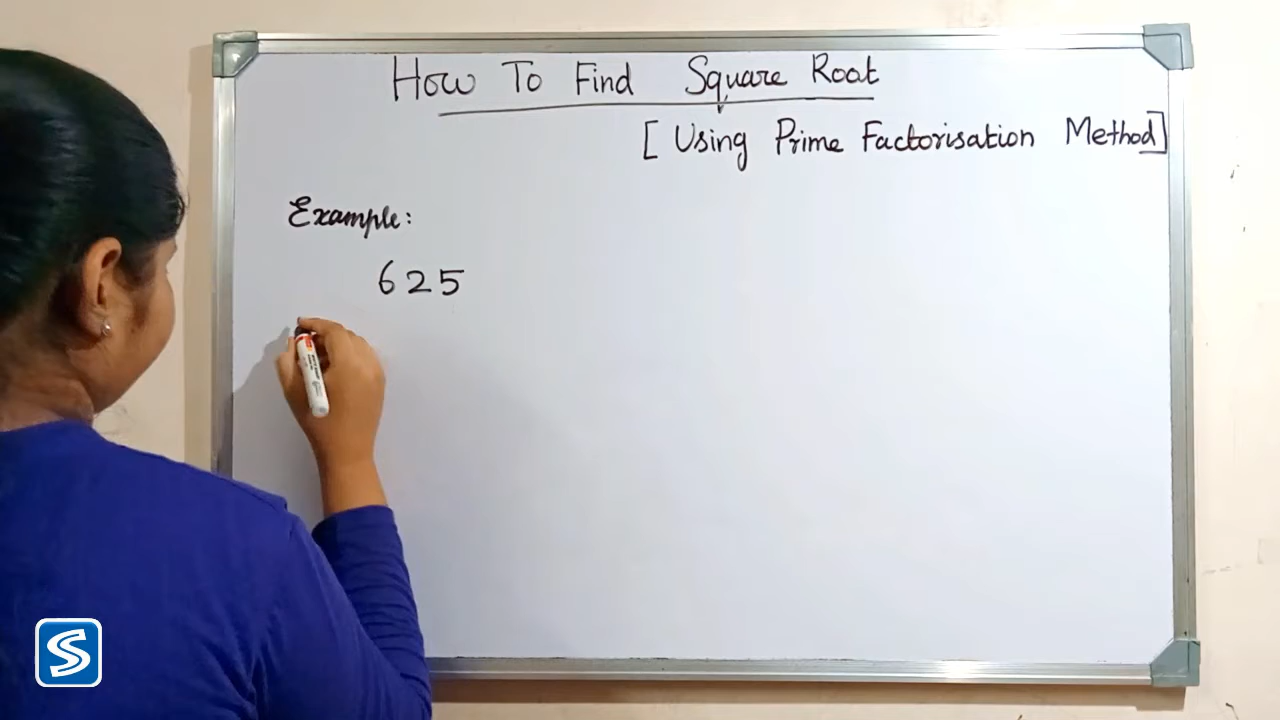 How To Find Square Root
[Using Prime Factorisation Method]
Example:
625
S